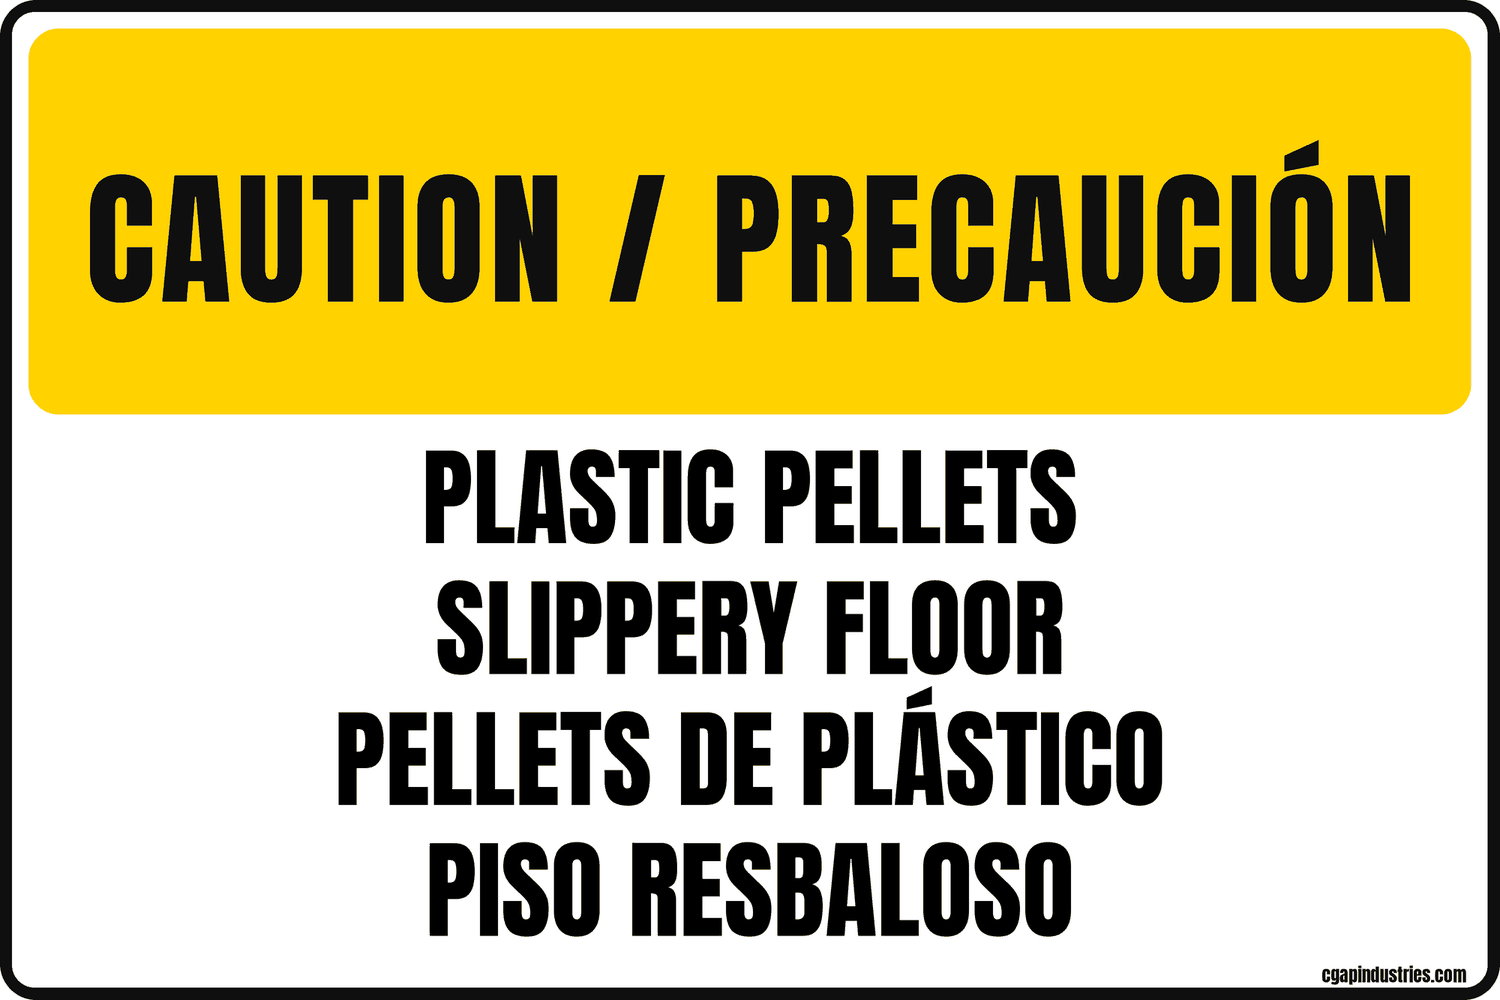 CAUTION / PRECAUCIÓN
PLASTIC PELLETS
SLIPPERY FLOOR
PELLETS DE PLÁSTICO
PISO RESBALOSO
cgapindustries.com